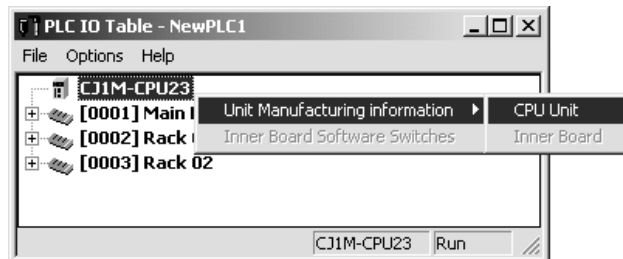 PLC IO Table - NewPLC1
File Options Help
CJ1M-CPU23
[0001] Main
Unit Manufacturing information CPU Unit
[0002] Rack
Inner Board Software Switches Inner Board
[0003] Rack 02
CJ1M-CPU23 Run